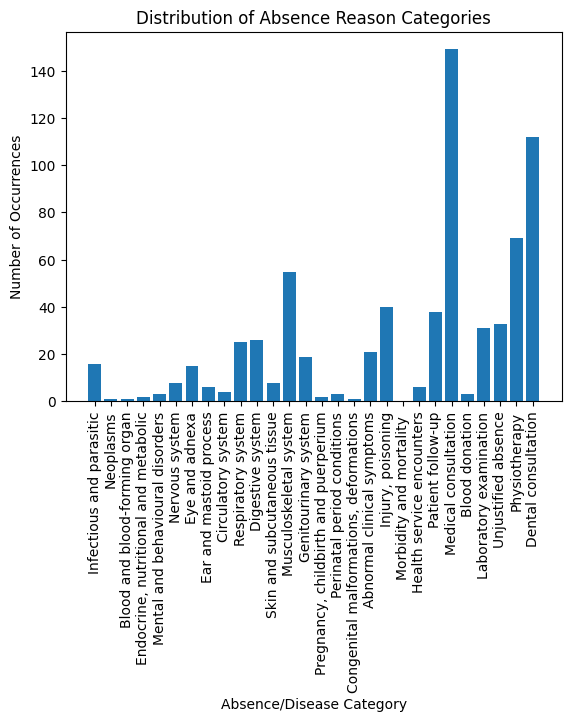 Distribution of Absence Reason Categories
Number of Occurrences
140
120
100
80
60
40
20
0
Infectious and parasitic
Neoplasms
Blood and blood-forming organ
Endocrine, nutritional and metabolic
Mental and behavioural disorders
Nervous system
Eye and adnexa
Ear and mastoid process
Circulatory system
Respiratory system
Digestive system
Skin and subcutaneous tissue
Musculoskeletal system
Genitourinary system
Pregnancy, childbirth and puerperium
Perinatal period conditions
Congenital malformations, deformations
Abnormal clinical symptoms
Injury, poisoning
Morbidity and mortality
Health service encounters
Patient follow-up
Medical consultation
Blood donation
Laboratory examination
Unjustified absence
Physiotherapy
Dental consultation
Absence/Disease Category